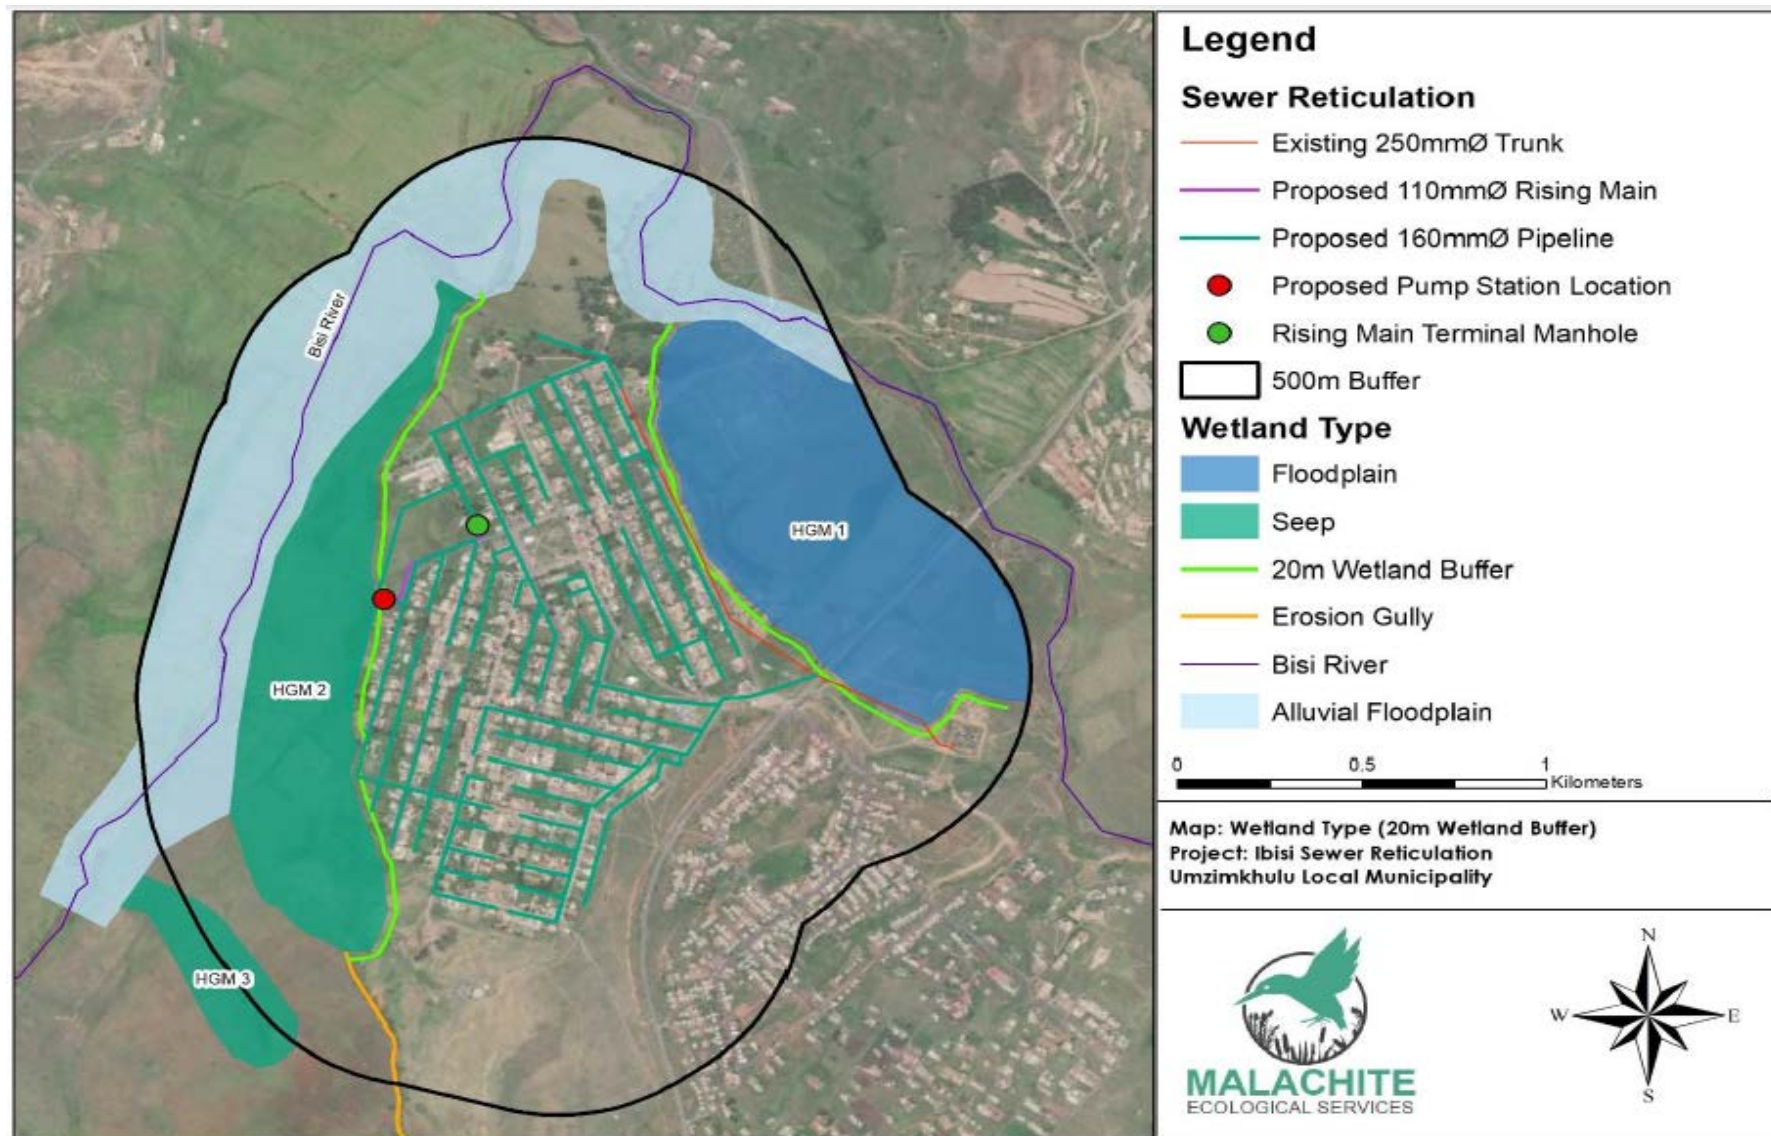 Legend
Sewer Reticulation
Existing 250mmØ Trunk
Proposed 110mmØ Rising Main
Proposed 160mmØ Pipeline
Proposed Pump Station Location
Rising Main Terminal Manhole
500m Buffer
Wetland Type
Floodplain
Seep
20m Wetland Buffer
Erosion Gully
Bisi River
Alluvial Floodplain
0 0.5 1
Kilometers
Map: Wetland Type (20m Wetland Buffer)
Project: Ibisi Sewer Reticulation
Umzimkhulu Local Municipality
MALACHITE
ECOLOGICAL SERVICES
N
W E
S
Bisi River
HGM 1
HGM 2
HGM 3